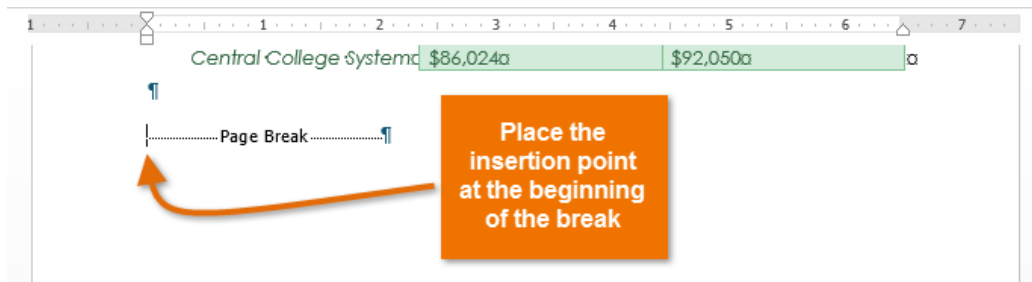 1 1 2 3 4 5 6 7
Central·College·System¤ $86,024¤ $92,050¤ ¤
¶
Page Break ¶
Place the
insertion point
at the beginning
of the break